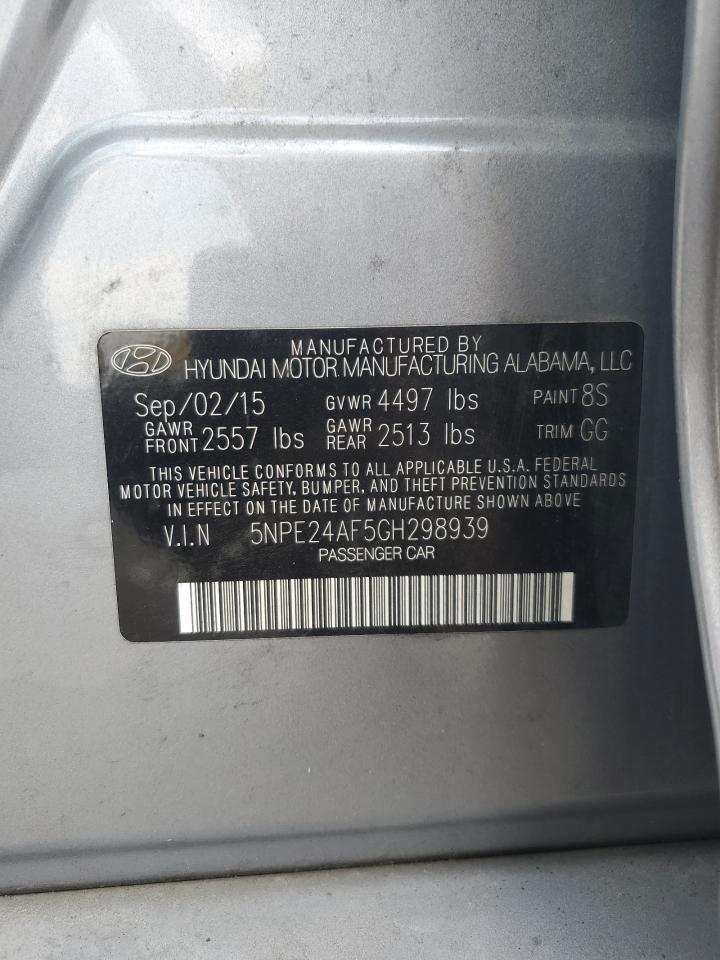 MANUFACTURED BY
HYUNDAI MOTOR MANUFACTURING ALABAMA, LLC
Sep/02/15 GVWR 4497 lbs PAINT 8S
GAWR FRONT 2557 lbs GAWR REAR 2513 lbs TRIM GG
THIS VEHICLE CONFORMS TO ALL APPLICABLE U.S.A. FEDERAL
MOTOR VEHICLE SAFETY, BUMPER, AND THEFT PREVENTION STANDARDS
IN EFFECT ON THE DATE OF MANUFACTURE SHOWN ABOVE
V.I.N 5NPE24AF5GH298939
PASSENGER CAR